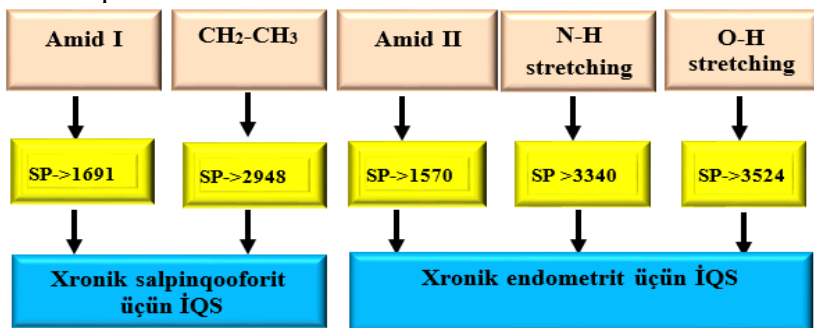 Amid I
CH₂-CH₃
Amid II
N-H
stretching
O-H
stretching
SP->1691
SP->2948
SP->1570
SP >3340
SP->3524
Xronik salpinqooforit
üçün İQS
Xronik endometrit üçün İQS